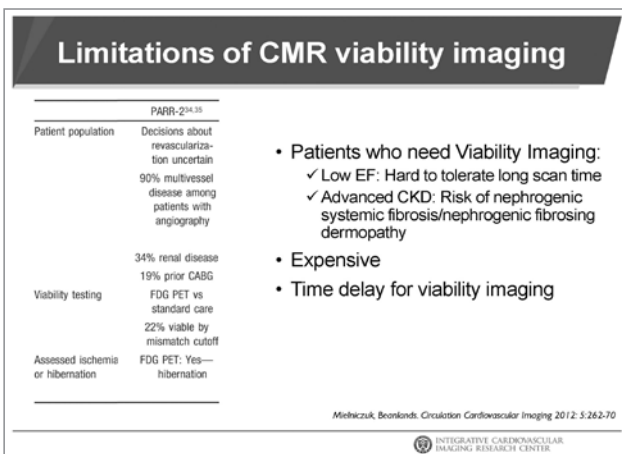 Limitations of CMR viability imaging
PARR-2³⁴,³⁵
Patient population
Decisions about
revasculariza-
tion uncertain
90% multivessel
disease among
patients with
angiography
34% renal disease
19% prior CABG
Viability testing
FDG PET vs
standard care
22% viable by
mismatch cutoff
Assessed ischemia
or hibernation
FDG PET: Yes—
hibernation
• Patients who need Viability Imaging:
✓ Low EF: Hard to tolerate long scan time
✓ Advanced CKD: Risk of nephrogenic
systemic fibrosis/nephrogenic fibrosing
dermopathy
• Expensive
• Time delay for viability imaging
Mielniczuk, Beanlands. Circulation Cardiovascular Imaging 2012: 5:262-70
INTEGRATIVE CARDIOVASCULAR
IMAGING RESEARCH CENTER